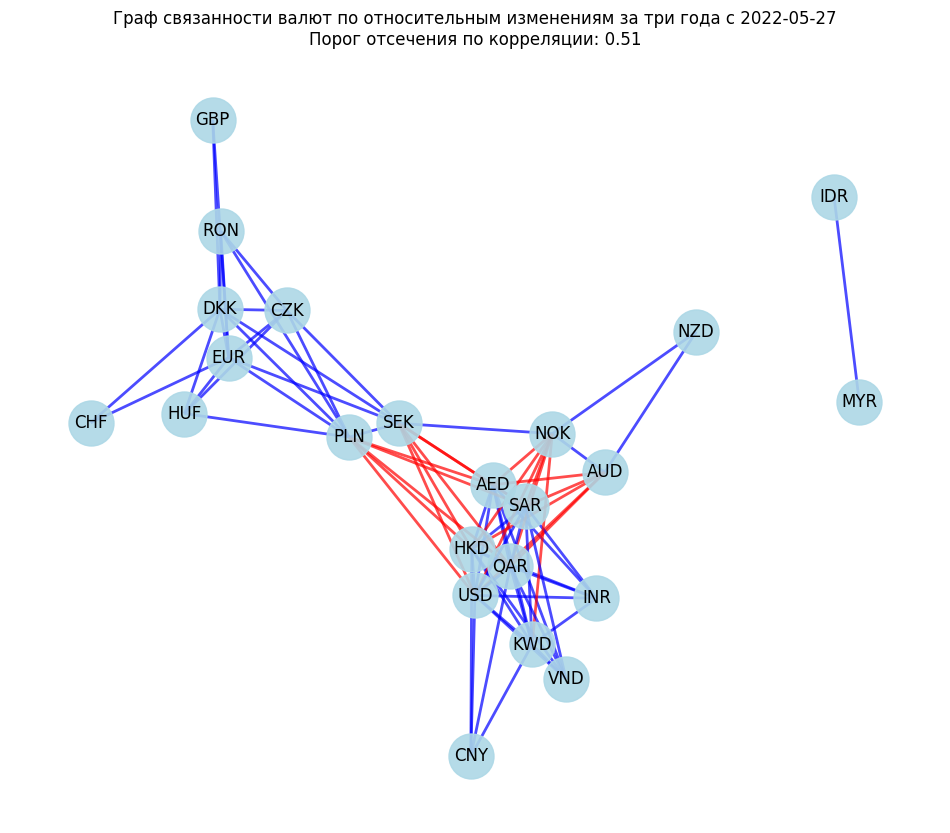 Граф связанности валют по относительным изменениям за три года с 2022-05-27
Порог отсечения по корреляции: 0.51
GBP
IDR
RON
DKK
CZK
NZD
EUR
MYR
HUF
CHF
SEK
PLN
NOK
AUD
AED
SAR
HKD
QAR
USD
INR
KWD
VND
CNY